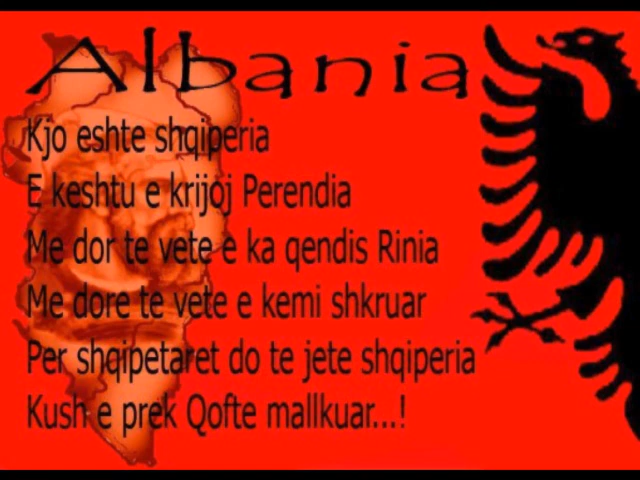 Albania
Kjo eshte shqiperia
E keshtu e krijoj Perendia
Me dor te vete e ka qendis Rinia
Me dore te vete e kemi shkruar
Per shqipetaret do te jete shqiperia
Kush e prek Qofte mallkuar...!